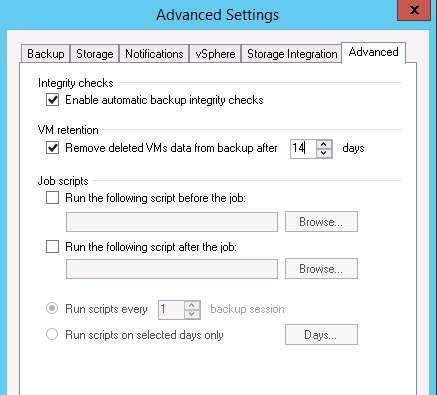 Advanced Settings
x
Backup Storage Notifications vSphere Storage Integration Advanced
Integrity checks
Enable automatic backup integrity checks
VM retention
Remove deleted VMs data from backup after 14 days
Job scripts
Run the following script before the job:
Browse...
Run the following script after the job:
Browse...
Run scripts every 1 backup session
Run scripts on selected days only Days...